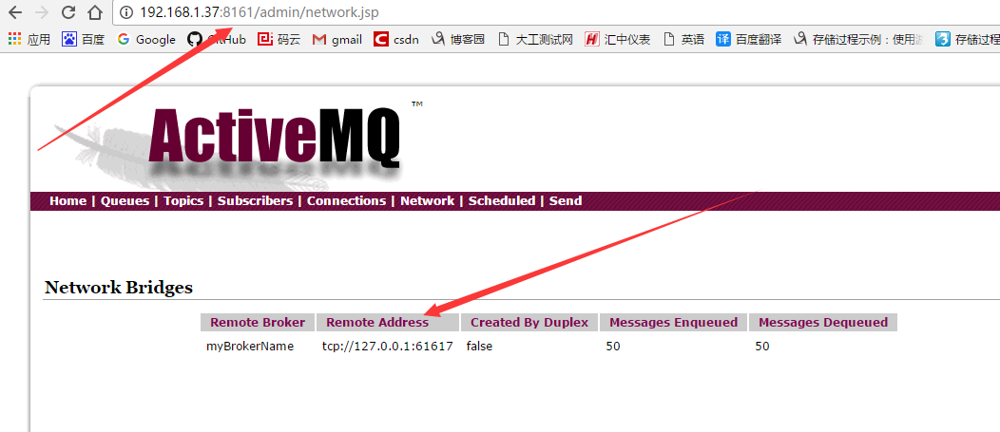 192.168.1.37:8161/admin/network.jsp
应用 百度 Google GitHub 码云 gmail csdn 博客园 大工测试网 汇中仪表 英语 百度翻译 存储过程示例：使用游 存储过程
ActiveMQ™
Home | Queues | Topics | Subscribers | Connections | Network | Scheduled | Send
Network Bridges
Remote Broker Remote Address Created By Duplex Messages Enqueued Messages Dequeued
myBrokerName tcp://127.0.0.1:61617 false 50 50